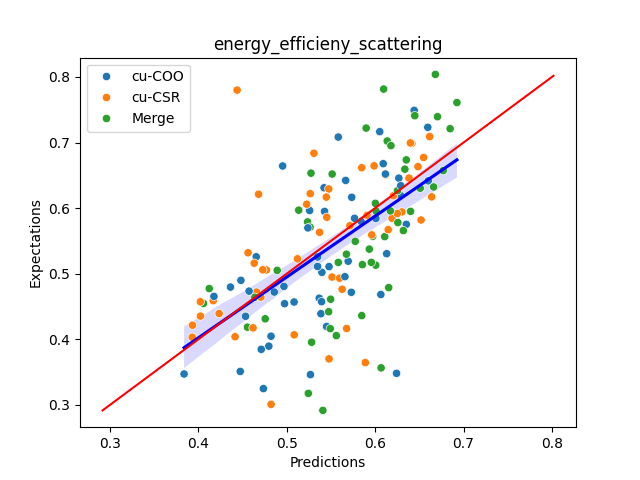 energy_efficieny_scattering
cu-COO
cu-CSR
Merge
0.8
0.7
0.6
0.5
0.4
0.3
Expectations
0.3 0.4 0.5 0.6 0.7 0.8
Predictions